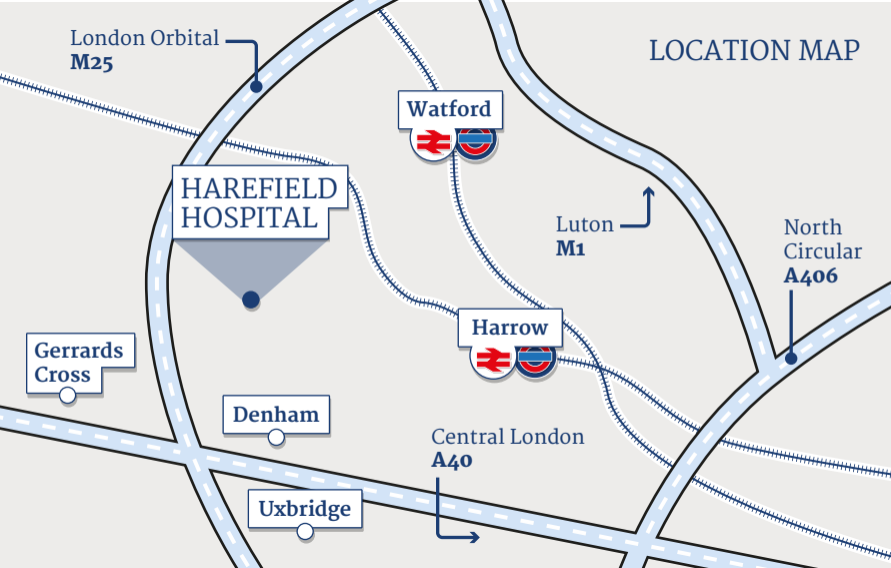 London Orbital
M25
LOCATION MAP
Watford
HAREFIELD
HOSPITAL
Luton
M1
North
Circular
A406
Harrow
Gerrards
Cross
Denham
Central London
A40
Uxbridge